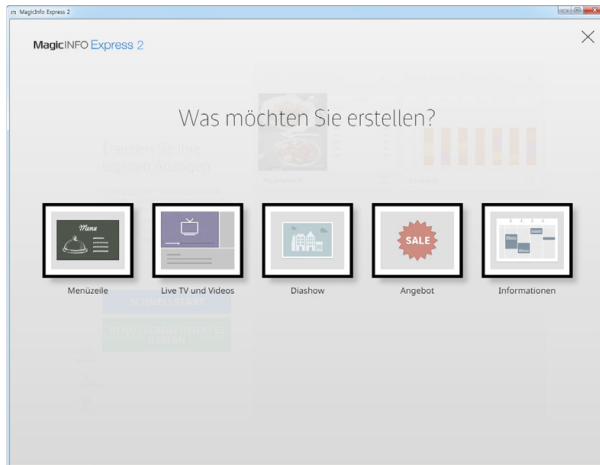 MagicInfo Express 2
MagicINFO Express 2
Was möchten Sie erstellen?
Menu
SALE
Menüzeile
Live TV und Videos
Diashow
Angebot
Informationen
SCHNELLSTART